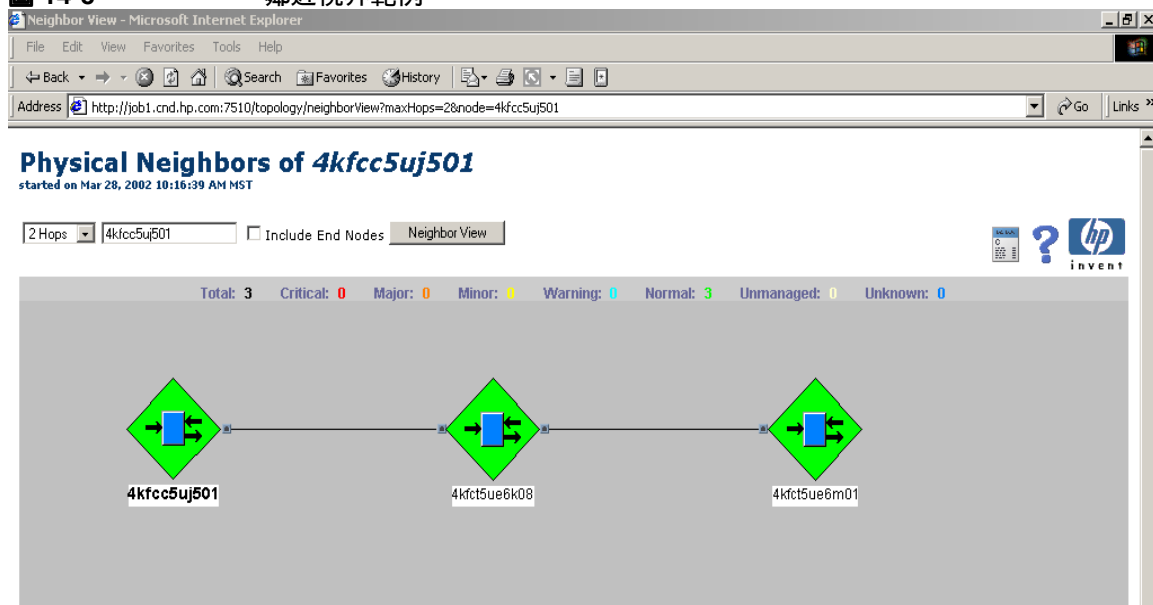 Neighbor View - Microsoft Internet Explorer
File Edit View Favorites Tools Help
Back Search Favorites History
Address http://job1.cnd.hp.com:7510/topology/neighborView?maxHops=2&node=4kfcc5uj501 Go Links »
Physical Neighbors of 4kfcc5uj501
started on Mar 28, 2002 10:16:39 AM MST
2 Hops 4kfcc5uj501 Include End Nodes Neighbor View
? hp
invent
Total: 3 Critical: 0 Major: 0 Minor: 0 Warning: 0 Normal: 3 Unmanaged: 0 Unknown: 0
4kfcc5uj501 4kfct5ue6k08 4kfct5ue6m01